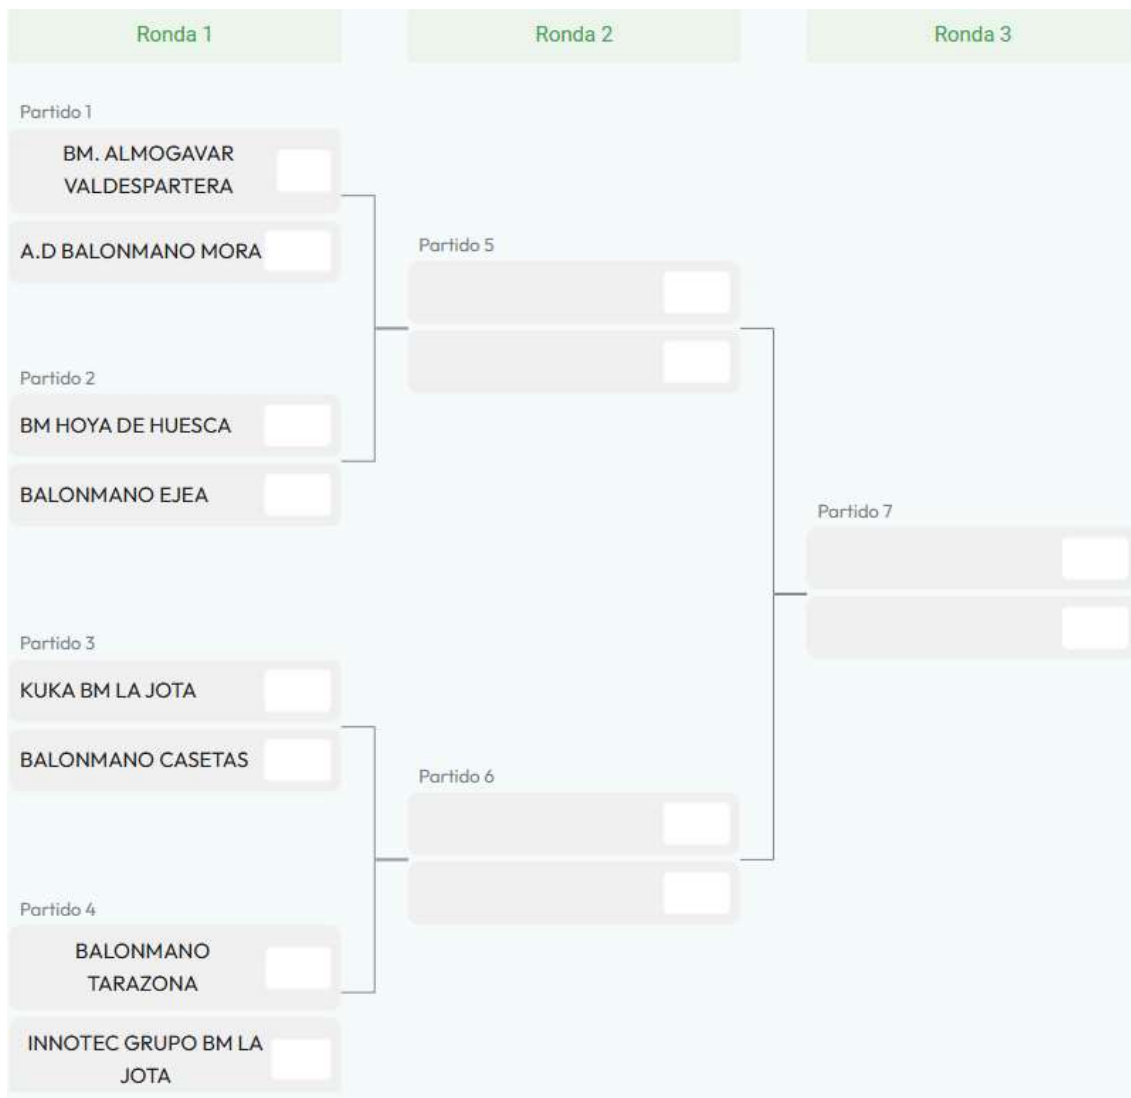 Ronda 1
Ronda 2
Ronda 3
Partido 1
BM. ALMOGAVAR
VALDESPARTERA
A.D BALONMANO MORA
Partido 2
BM HOYA DE HUESCA
BALONMANO EJEA
Partido 3
KUKA BM LA JOTA
BALONMANO CASETAS
Partido 4
BALONMANO
TARAZONA
INNOTEC GRUPO BM LA
JOTA
Partido 5
Partido 6
Partido 7